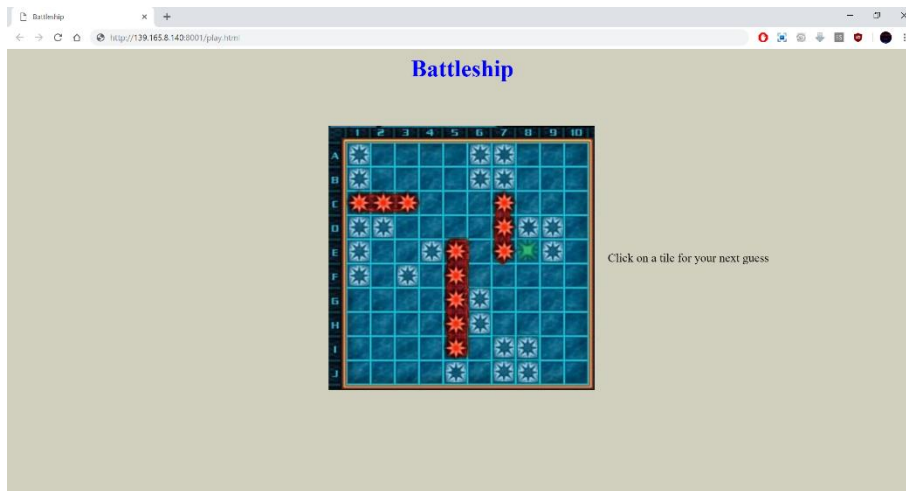 Battleship
http://139.165.8.140:8001/play.html
Battleship
1 2 3 4 5 6 7 8 9 10
A
B
C
D
E
Click on a tile for your next guess
F
G
H
I
J